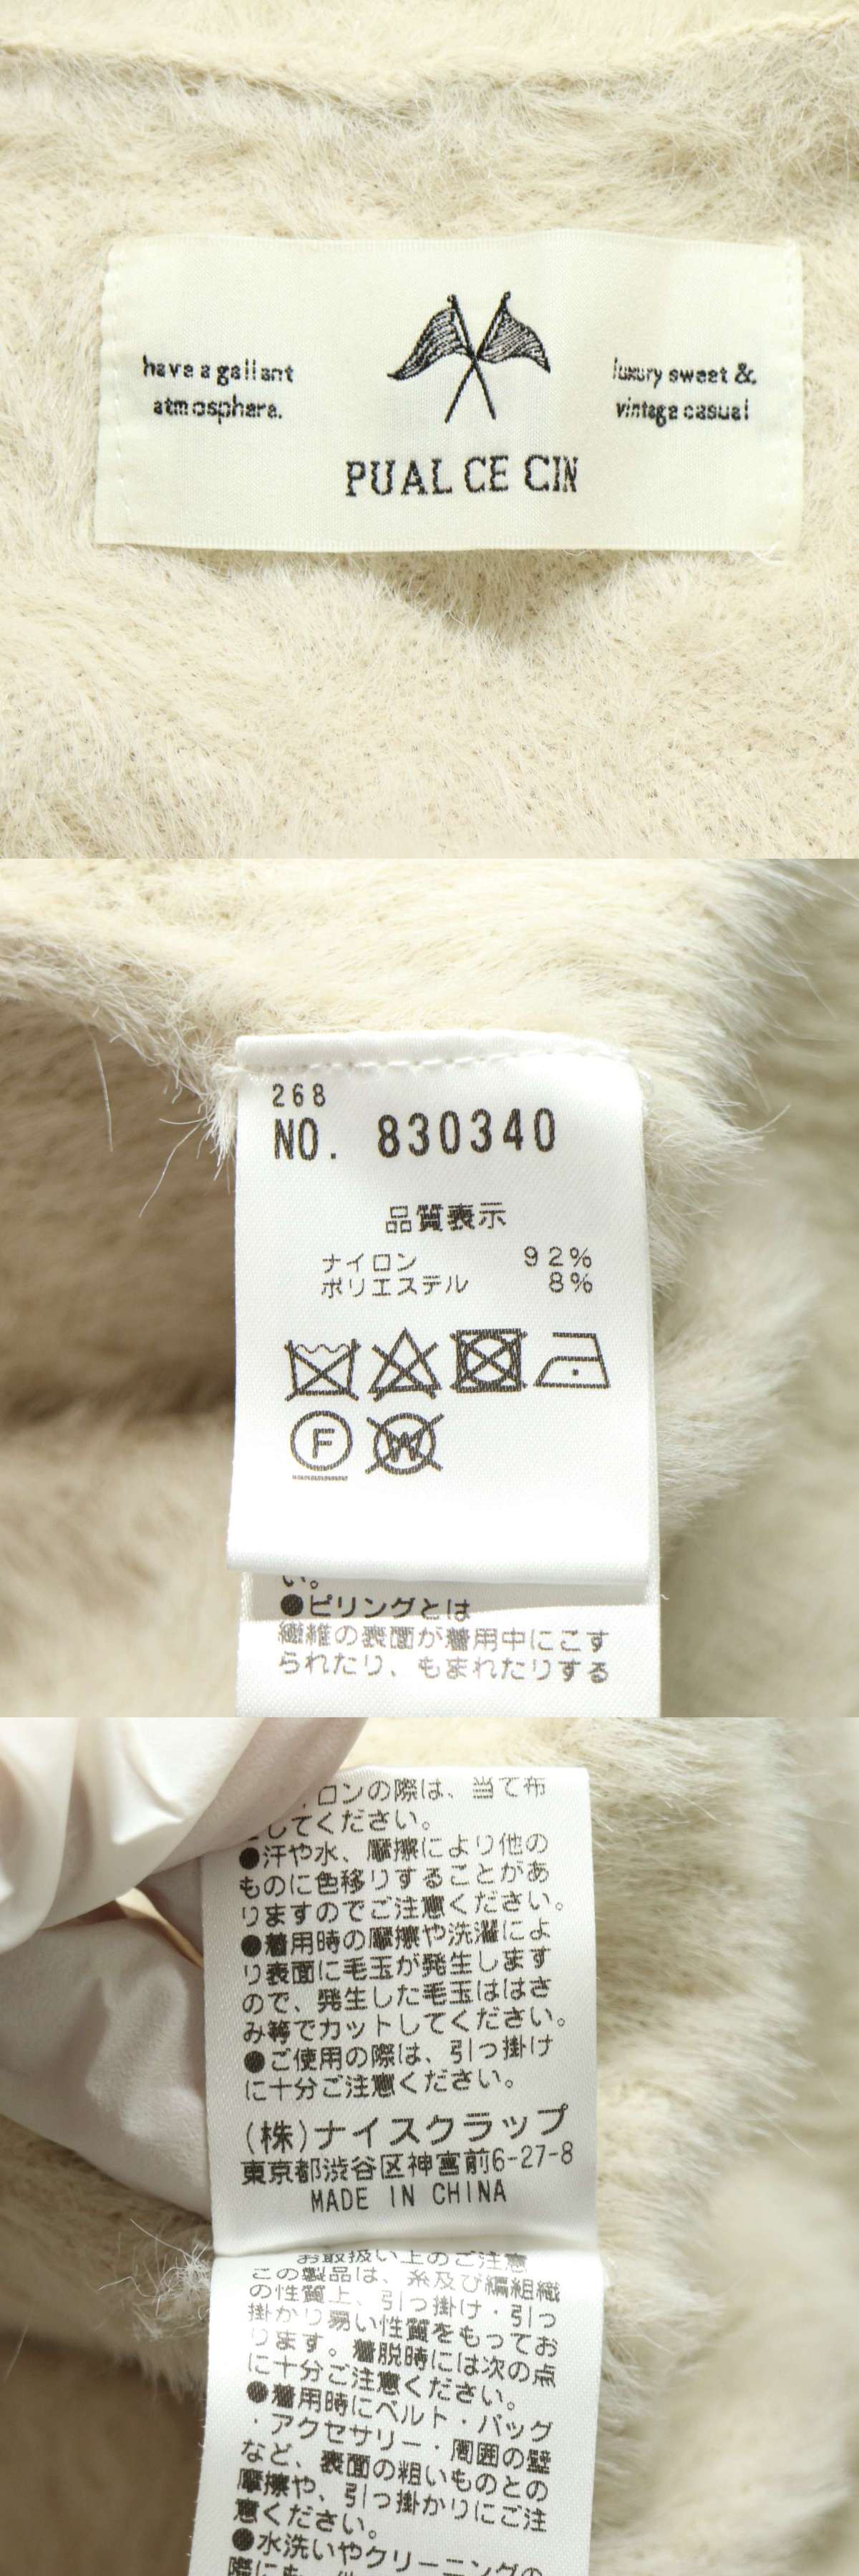 have a gallant
atmosphere.
luxury sweet &
vintage casual
PUAL CE CIN
268
NO. 830340
品質表示
ナイロン 92%
ポリエステル 8%
F
W
い。
●ピリングとは
繊維の表面が着用中にこす
られたり、もまれたりする
ロンの際は、当て布
してください。
●汗や水、摩擦により他の
ものに色移りすることがあ
りますのでご注意ください。
●着用時の摩擦や洗濯によ
り表面に毛玉が発生します
ので、発生した毛玉ははさ
み等でカットしてください。
●ご使用の際は、引っ掛け
に十分ご注意ください。
(株)ナイスクラップ
東京都渋谷区神宮前6-27-8
MADE IN CHINA
お取扱い上のご注意
この製品は、糸及び編組織
の性質上、引っ掛け・引っ
掛かり易い性質をもってお
ります。着脱時には次の点
に十分ご注意ください。
●着用時にベルト・バッグ
・アクセサリー・周囲の壁
など、表面の粗いものとの
摩擦や、引っ掛かりにご注
意ください。
●水洗いやクリーニングの
際にも、